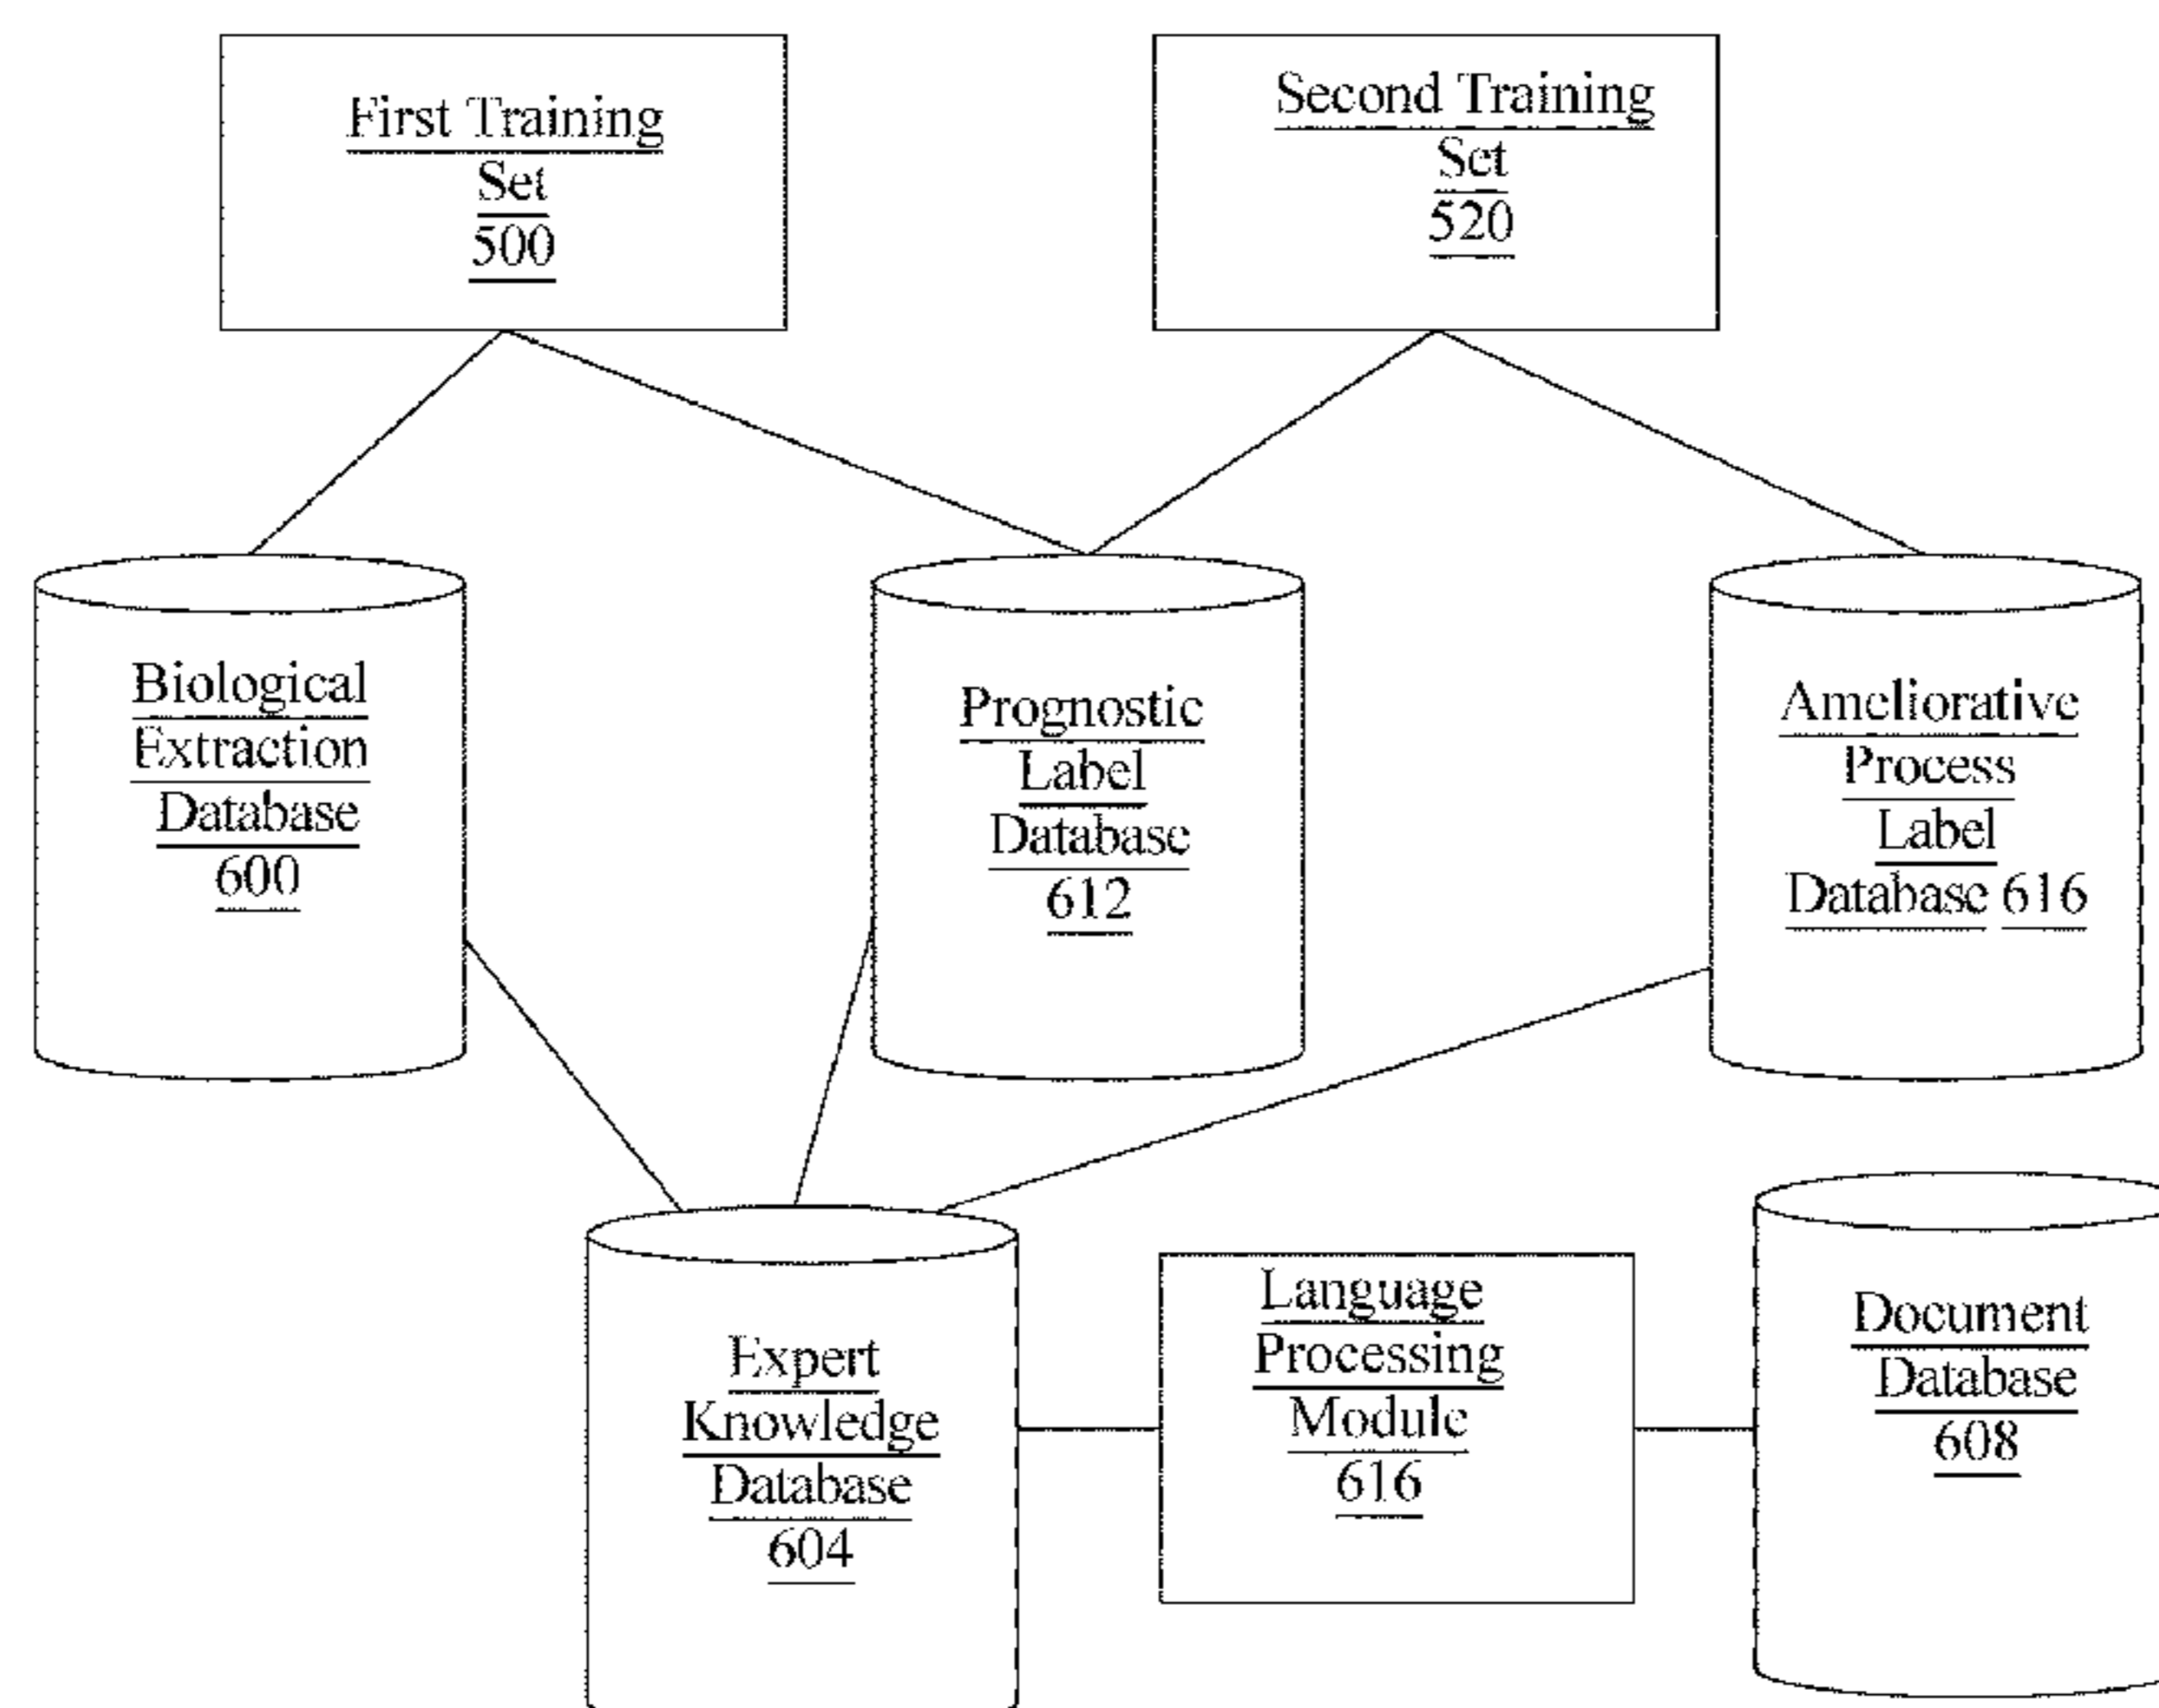 First Training
Set
500
Second Training
Set
520
Biological
Extraction
Database
600
Prognostic
Label
Database
612
Ameliorative
Process
Label
Database 616
Expert
Knowledge
Database
604
Language
Processing
Module
616
Document
Database
608